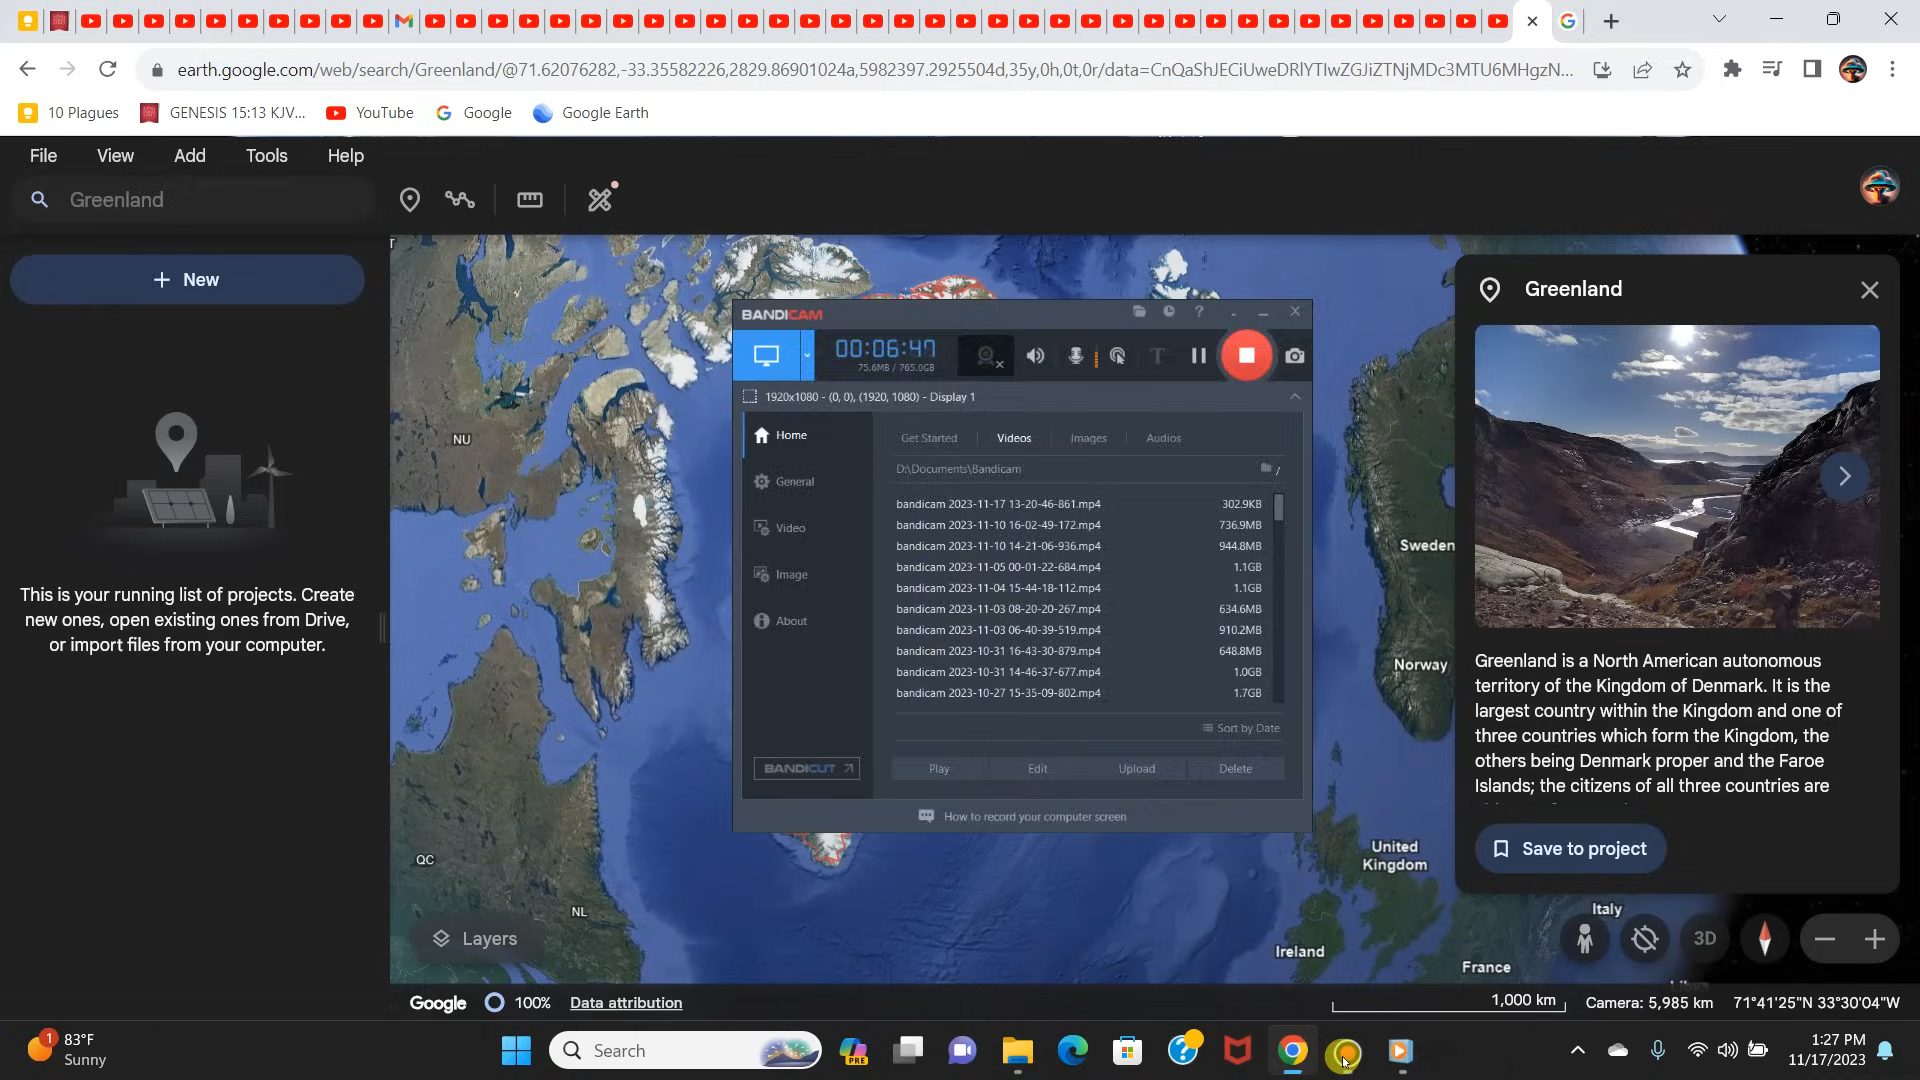 earth.google.com/web/search/Greenland/@71.62076282,-33.35582226,2829.86901024a,5982397.2925504d,35y,0h,0t,0r/data=CnQaShJECiUweDRlYTIwZGJiZTNjMDc3MTU6MHgzN...
10 Plagues
GENESIS 15:13 KJV...
YouTube
Google
Google Earth
File
View
Add
Tools
Help
Greenland
New
This is your running list of projects. Create
new ones, open existing ones from Drive,
or import files from your computer.
NU
QC
NL
Layers
BANDICAM
00:06:47
75.6MB / 765.0GB
1920x1080 - (0, 0), (1920, 1080) - Display 1
Home
General
Video
Image
About
BANDICUT
Get Started
Videos
Images
Audios
D:\Documents\Bandicam
bandicam 2023-11-17 13-20-46-861.mp4 302.9KB
bandicam 2023-11-10 16-02-49-172.mp4 736.9MB
bandicam 2023-11-10 14-21-06-936.mp4 944.8MB
bandicam 2023-11-05 00-01-22-684.mp4 1.1GB
bandicam 2023-11-04 15-44-18-112.mp4 1.1GB
bandicam 2023-11-03 08-20-20-267.mp4 634.6MB
bandicam 2023-11-03 06-40-39-519.mp4 910.2MB
bandicam 2023-10-31 16-43-30-879.mp4 648.8MB
bandicam 2023-10-31 14-46-37-677.mp4 1.0GB
bandicam 2023-10-27 15-35-09-802.mp4 1.7GB
Sort by Date
Play
Edit
Upload
Delete
How to record your computer screen
Sweden
Norway
United
Kingdom
Ireland
France
Italy
Greenland
Greenland is a North American autonomous
territory of the Kingdom of Denmark. It is the
largest country within the Kingdom and one of
three countries which form the Kingdom, the
others being Denmark proper and the Faroe
Islands; the citizens of all three countries are
Save to project
3D
Google
100%
Data attribution
1,000 km
Camera: 5,985 km
71°41'25"N 33°30'04"W
1
83°F
Sunny
Search
PRE
1:27 PM
11/17/2023